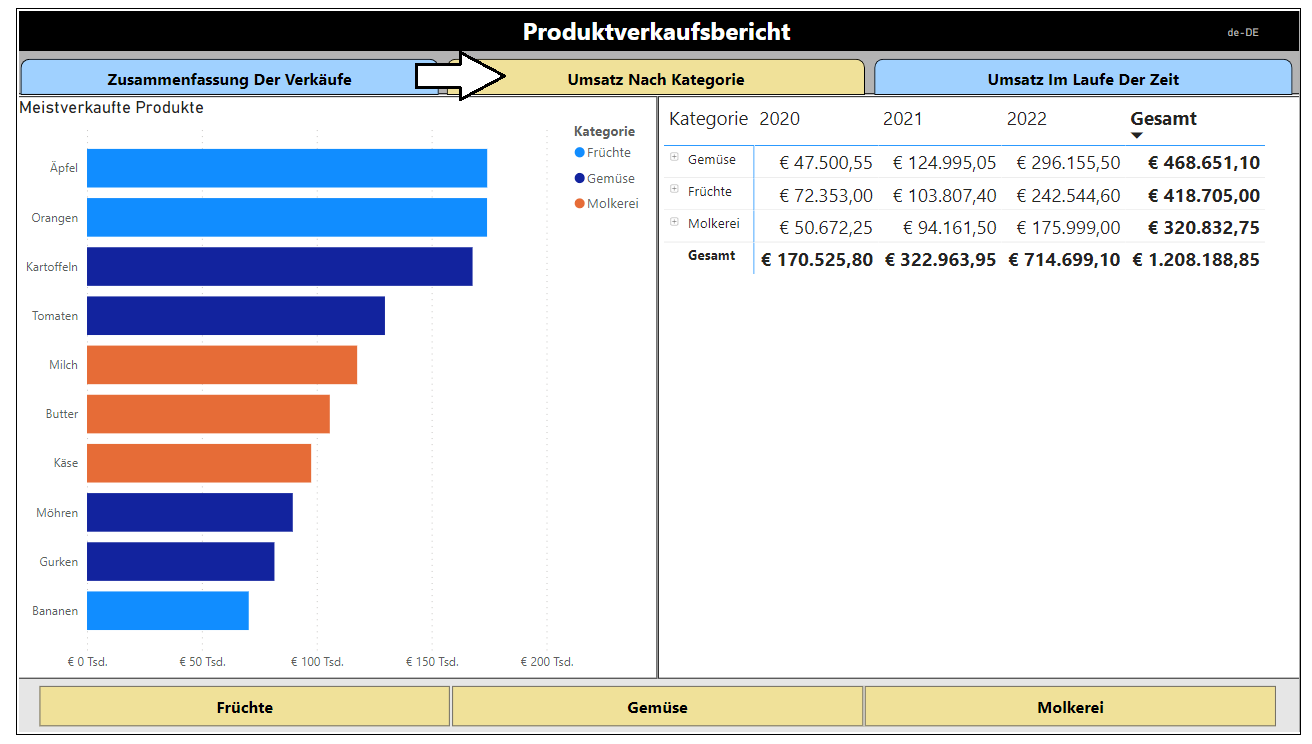 Produktverkaufsbericht
de-DE
Zusammenfassung Der Verkäufe
Umsatz Nach Kategorie
Umsatz Im Laufe Der Zeit
Meistverkaufte Produkte
Kategorie
Früchte
Gemüse
Molkerei
Äpfel
Orangen
Kartoffeln
Tomaten
Milch
Butter
Käse
Möhren
Gurken
Bananen
€ 0 Tsd. € 50 Tsd. € 100 Tsd. € 150 Tsd. € 200 Tsd.
Kategorie 2020 2021 2022 Gesamt
Gemüse € 47.500,55 € 124.995,05 € 296.155,50 € 468.651,10
Früchte € 72.353,00 € 103.807,40 € 242.544,60 € 418.705,00
Molkerei € 50.672,25 € 94.161,50 € 175.999,00 € 320.832,75
Gesamt € 170.525,80 € 322.963,95 € 714.699,10 € 1.208.188,85
Früchte
Gemüse
Molkerei